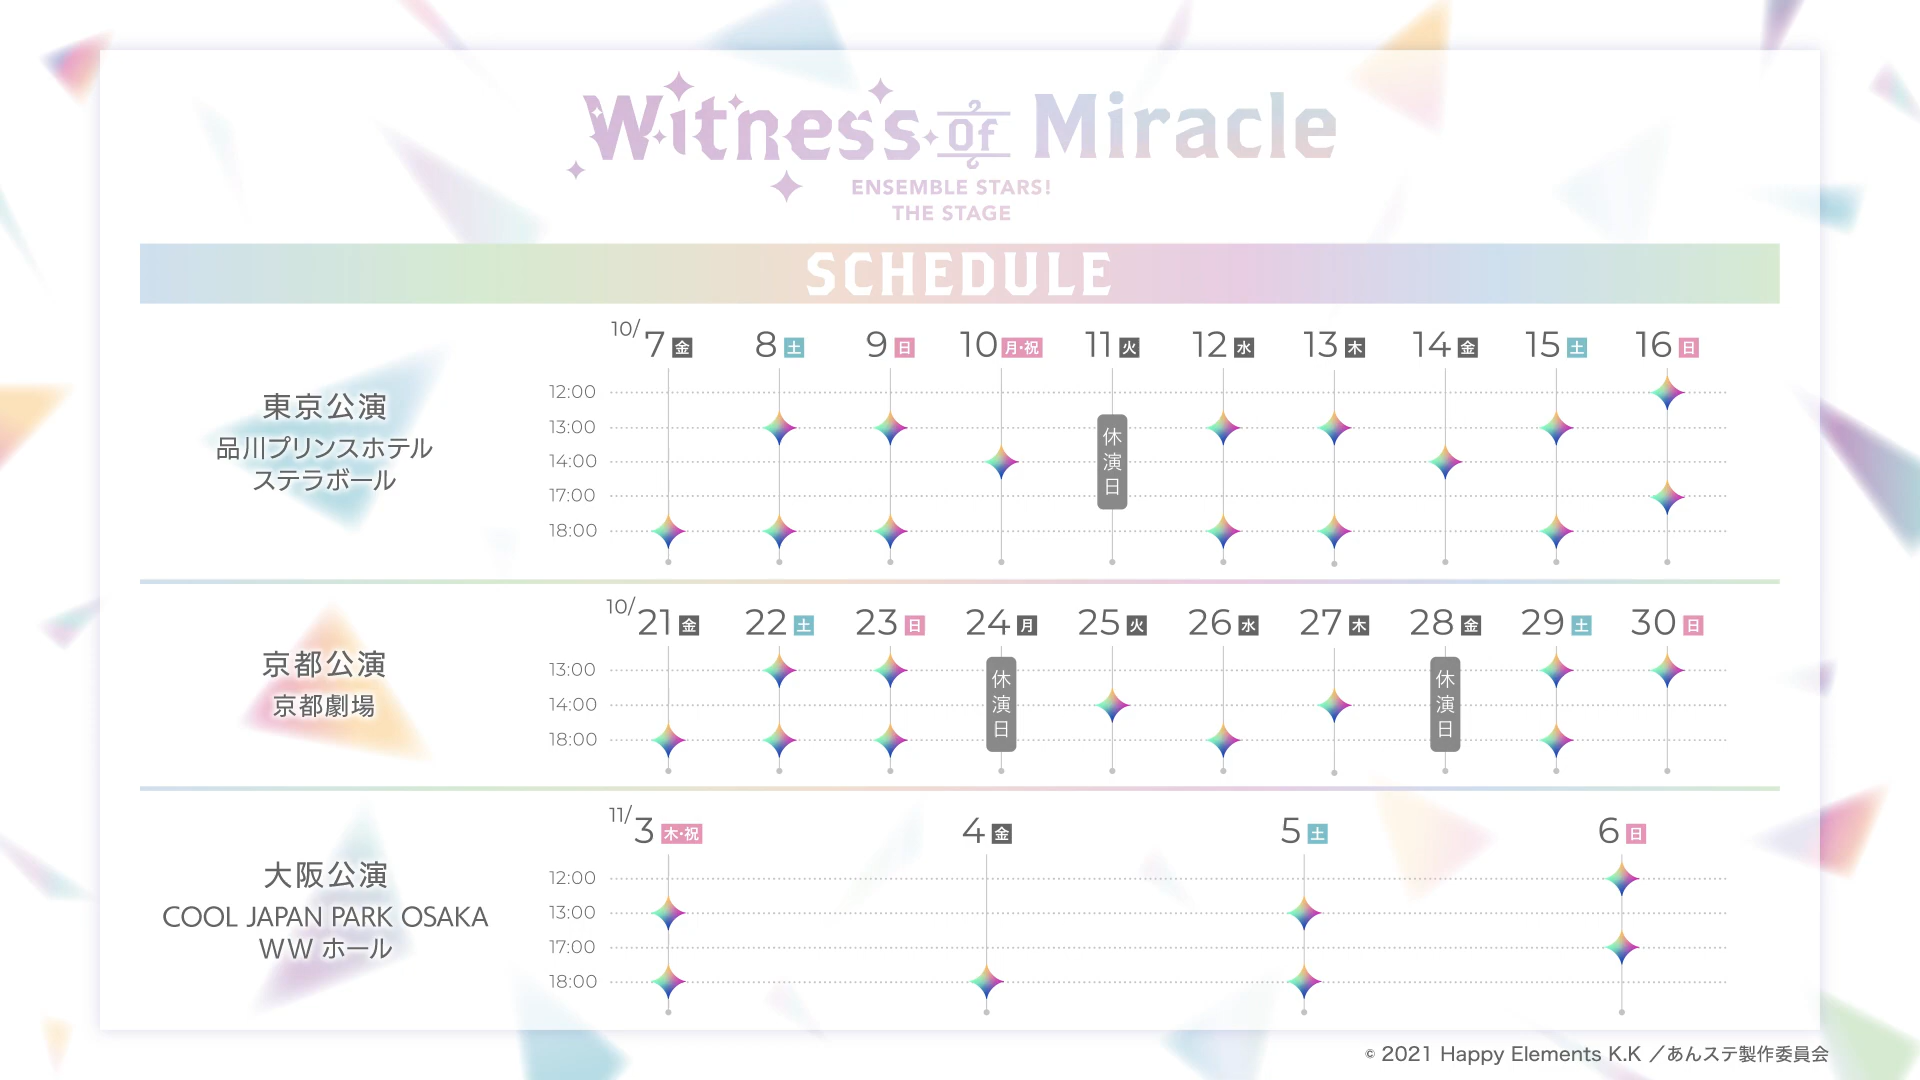 Witness of Miracle
ENSEMBLE STARS!
THE STAGE
SCHEDULE
10/7 金 8 土 9 日 10 月・祝 11 火 12 水 13 木 14 金 15 土 16 日
東京公演
品川プリンスホテル
ステラボール
12:00
13:00
14:00
17:00
18:00
休演日
10/21 金 22 土 23 日 24 月 25 火 26 水 27 木 28 金 29 土 30 日
京都公演
京都劇場
13:00
14:00
18:00
休演日
休演日
11/3 木・祝 4 金 5 土 6 日
大阪公演
COOL JAPAN PARK OSAKA
WW ホール
12:00
13:00
17:00
18:00
© 2021 Happy Elements K.K ／あんステ製作委員会